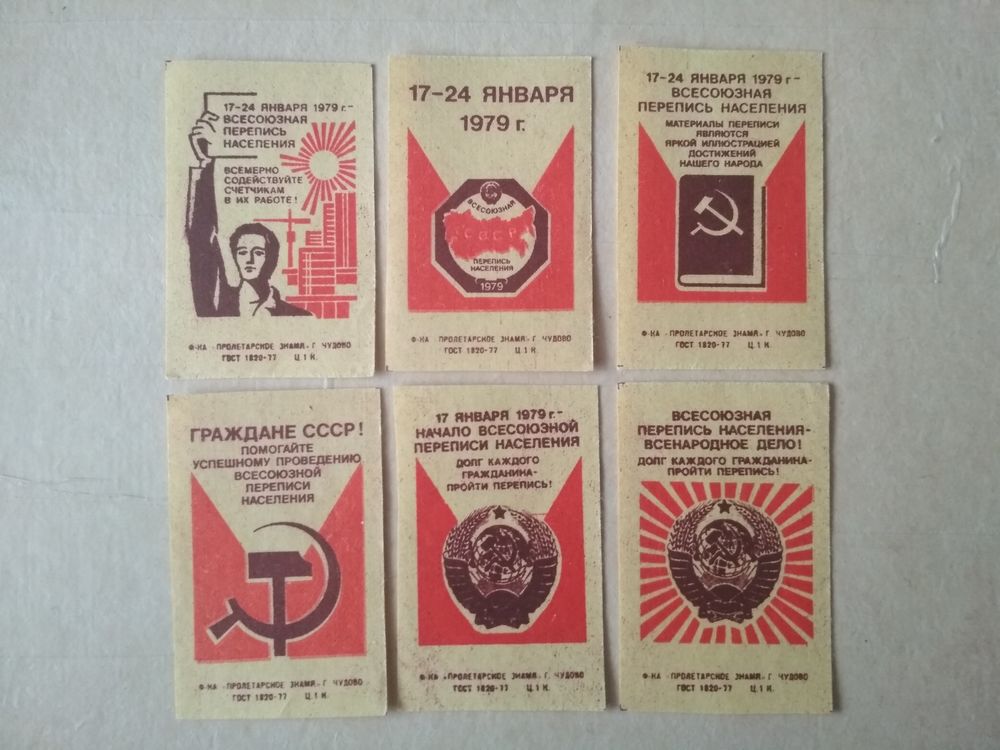 17–24 ЯНВАРЯ 1979 г.–
ВСЕСОЮЗНАЯ
ПЕРЕПИСЬ
НАСЕЛЕНИЯ
ВСЕМЕРНО
СОДЕЙСТВУЙТЕ
СЧЕТЧИКАМ
В ИХ РАБОТЕ!
Ф-КА «ПРОЛЕТАРСКОЕ ЗНАМЯ» Г. ЧУДОВО
ГОСТ 1820-77 Ц. 1 К.
17–24 ЯНВАРЯ
1979 г.
ВСЕСОЮЗНАЯ
СССР
ПЕРЕПИСЬ
НАСЕЛЕНИЯ
1979
Ф-КА «ПРОЛЕТАРСКОЕ ЗНАМЯ» Г. ЧУДОВО
ГОСТ 1820-77 Ц. 1 К.
17–24 ЯНВАРЯ 1979 г–
ВСЕСОЮЗНАЯ
ПЕРЕПИСЬ НАСЕЛЕНИЯ
МАТЕРИАЛЫ ПЕРЕПИСИ
ЯВЛЯЮТСЯ
ЯРКОЙ ИЛЛЮСТРАЦИЕЙ
ДОСТИЖЕНИЙ
НАШЕГО НАРОДА
Ф-КА «ПРОЛЕТАРСКОЕ ЗНАМЯ» Г. ЧУДОВО
ГОСТ 1820-77 Ц. 1 К.
ГРАЖДАНЕ СССР!
ПОМОГАЙТЕ
УСПЕШНОМУ ПРОВЕДЕНИЮ
ВСЕСОЮЗНОЙ
ПЕРЕПИСИ
НАСЕЛЕНИЯ
Ф-КА «ПРОЛЕТАРСКОЕ ЗНАМЯ» Г. ЧУДОВО
ГОСТ 1820-77 Ц. 1 К.
17 ЯНВАРЯ 1979 г.–
НАЧАЛО ВСЕСОЮЗНОЙ
ПЕРЕПИСИ НАСЕЛЕНИЯ
ДОЛГ КАЖДОГО
ГРАЖДАНИНА–
ПРОЙТИ ПЕРЕПИСЬ!
Ф-КА «ПРОЛЕТАРСКОЕ ЗНАМЯ» Г. ЧУДОВО
ГОСТ 1820-77 Ц. 1 К.
ВСЕСОЮЗНАЯ
ПЕРЕПИСЬ НАСЕЛЕНИЯ–
ВСЕНАРОДНОЕ ДЕЛО!
ДОЛГ КАЖДОГО ГРАЖДАНИНА–
ПРОЙТИ ПЕРЕПИСЬ!
Ф-КА «ПРОЛЕТАРСКОЕ ЗНАМЯ» Г. ЧУДОВО
ГОСТ 1820-77 Ц. 1 К.